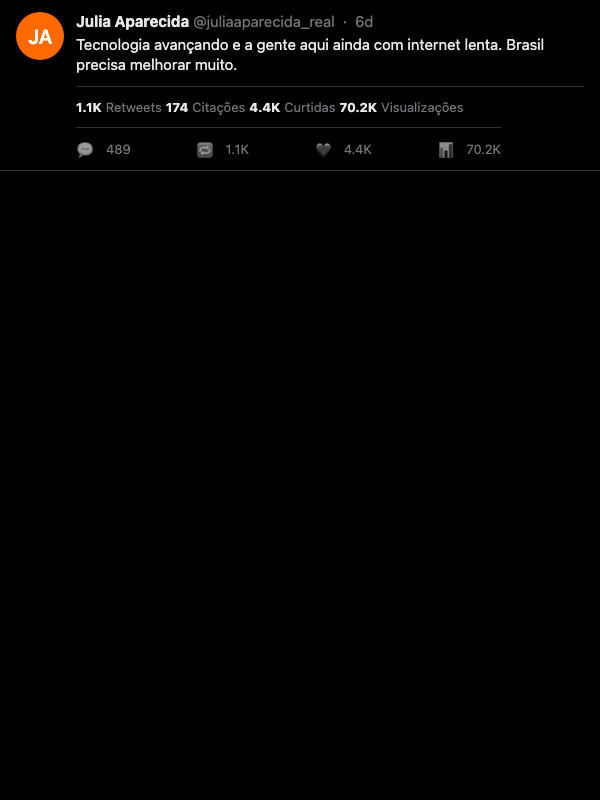 JA
Julia Aparecida @juliaaparecida_real · 6d
Tecnologia avançando e a gente aqui ainda com internet lenta. Brasil
precisa melhorar muito.
1.1K Retweets 174 Citações 4.4K Curtidas 70.2K Visualizações
489 1.1K 4.4K 70.2K